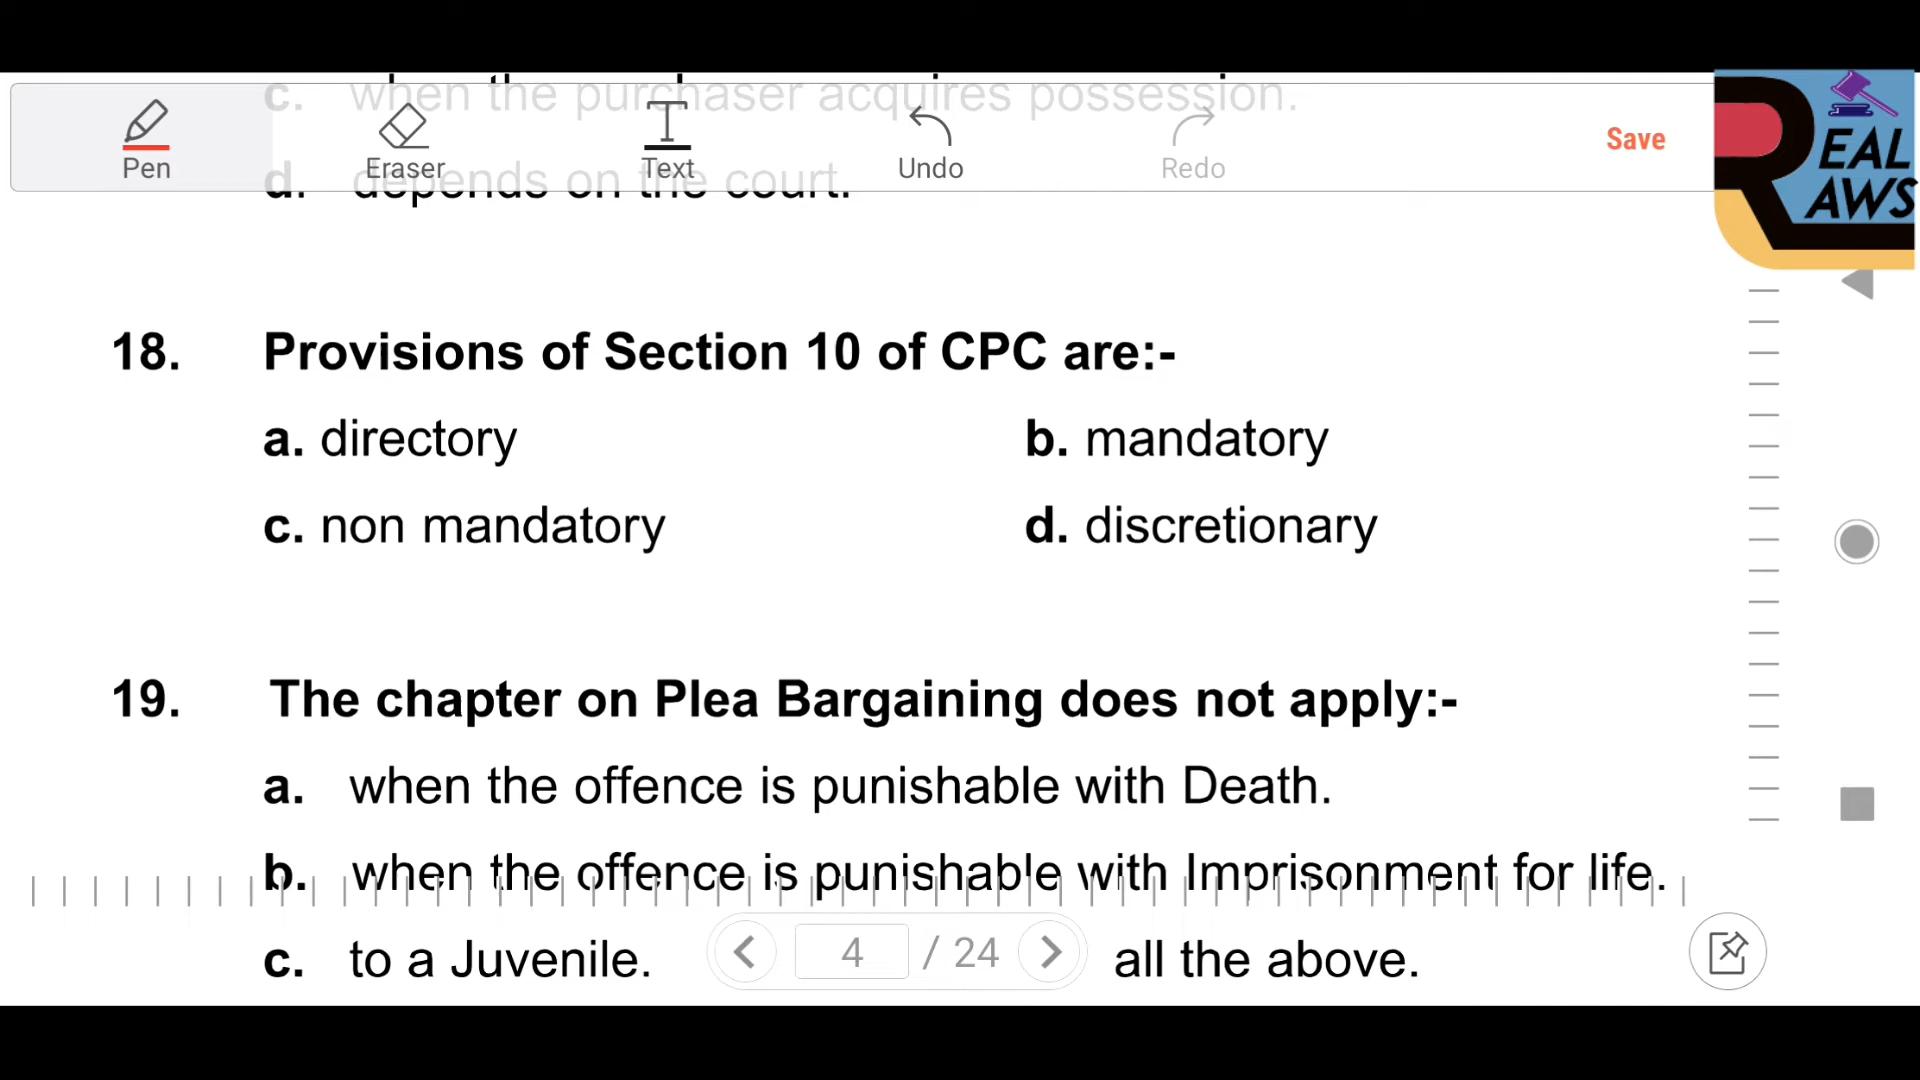 c. when the purchaser acquires possession.
Pen Eraser Text Undo Redo Save
d. depends on the court.
REAL
LAWS
18. Provisions of Section 10 of CPC are:-
a. directory b. mandatory
c. non mandatory d. discretionary
19. The chapter on Plea Bargaining does not apply:-
a. when the offence is punishable with Death.
b. when the offence is punishable with Imprisonment for life.
c. to a Juvenile. all the above.
4 / 24